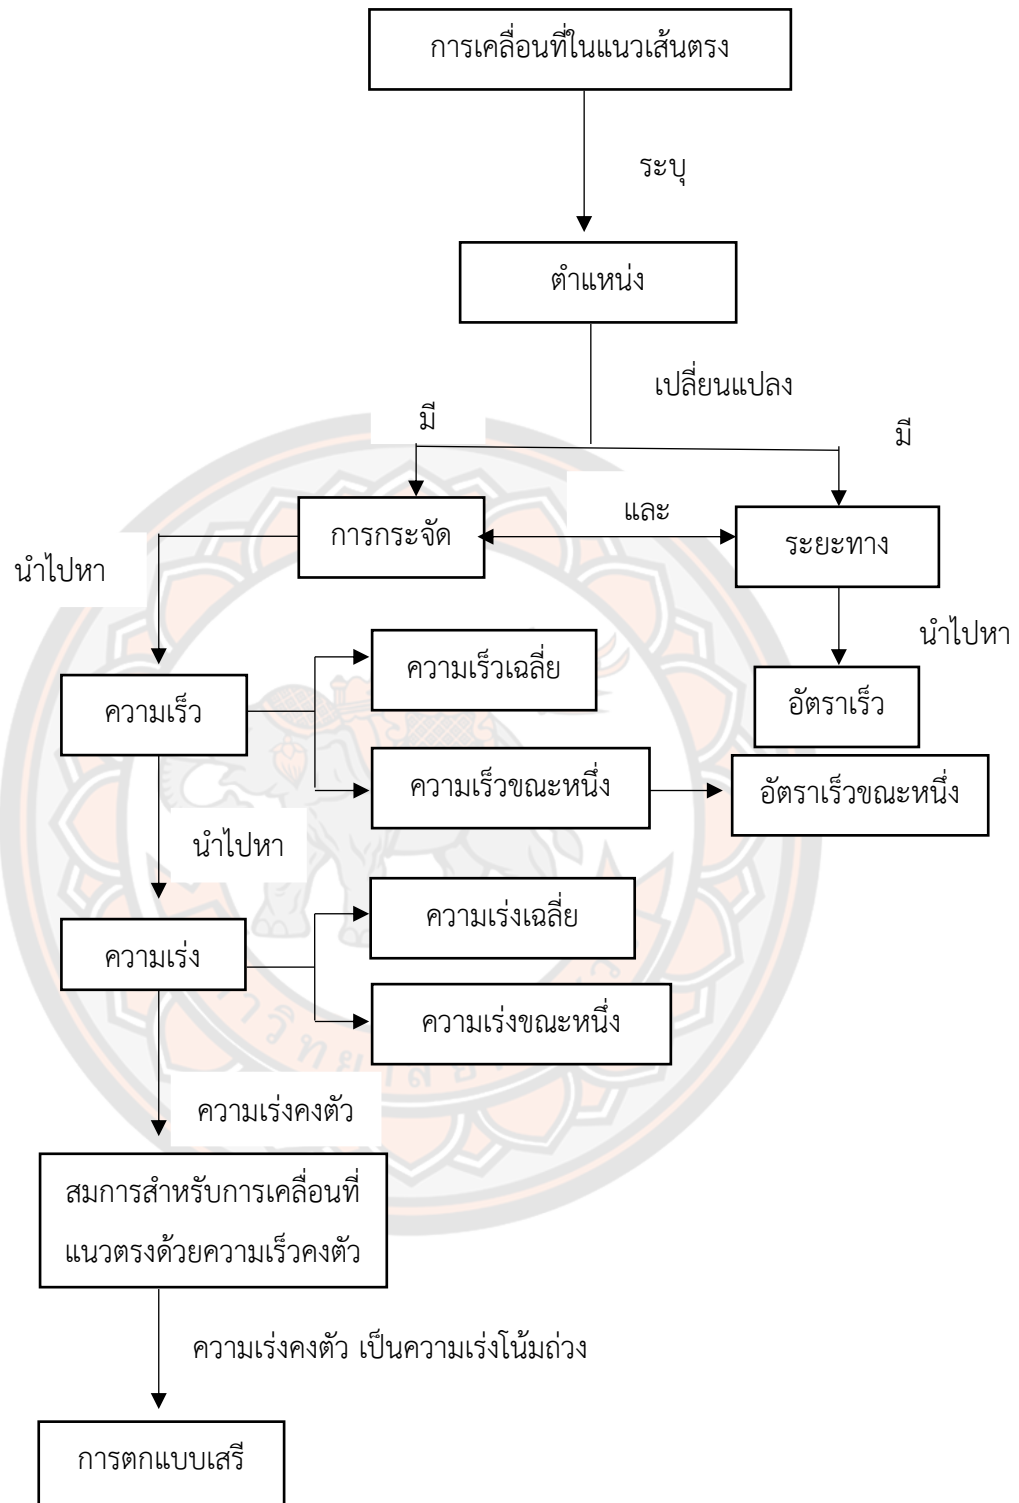 การเคลื่อนที่ในแนวเส้นตรง
ระบุ
ตำแหน่ง
เปลี่ยนแปลง
มี
มี
การกระจัด
และ
ระยะทาง
นำไปหา
นำไปหา
ความเร็วเฉลี่ย
ความเร็ว
อัตราเร็ว
ความเร็วขณะหนึ่ง
อัตราเร็วขณะหนึ่ง
นำไปหา
ความเร่งเฉลี่ย
ความเร่ง
ความเร่งขณะหนึ่ง
ความเร่งคงตัว
สมการสำหรับการเคลื่อนที่
แนวตรงด้วยความเร็วคงตัว
ความเร่งคงตัว เป็นความเร่งโน้มถ่วง
การตกแบบเสรี